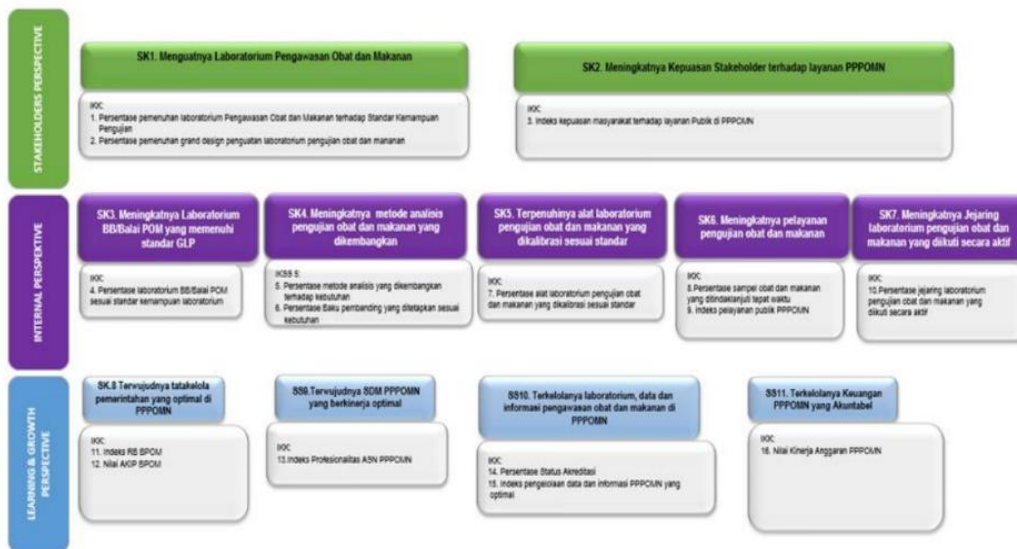 STAKEHOLDERS PERSPECTIVE
SK1. Menguatnya Laboratorium Pengawasan Obat dan Makanan
IKK:
1. Persentase pemenuhan laboratorium Pengawasan Obat dan Makanan terhadap Standar Kemampuan
Pengujian
2. Persentase pemenuhan grand design penguatan laboratorium pengujian obat dan mananan
SK2. Meningkatnya Kepuasan Stakeholder terhadap layanan PPPOMN
IKK:
3. Indeks kepuasan masyarakat terhadap layanan Publik di PPPOMN
INTERNAL PERSPEKTIVE
SK3. Meningkatnya Laboratorium
BB/Balai POM yang memenuhi
standar GLP
IKK:
4. Persentase laboratorium BB/Balai POM
sesuai standar kemampuan laboratorium
SK4. Meningkatnya metode analisis
pengujian obat dan makanan yang
dikembangkan
IKSS S:
5. Persentase metode analisis yang dikembangkan
terhadap kebutuhan
6. Persentase Baku pembanding yang ditetapkan sesuai
kebutuhan
SK5. Terpenuhinya alat laboratorium
pengujian obat dan makanan yang
dikalibrasi sesuai standar
IKK:
7. Persentase alat laboratorium pengujian obat
dan makanan yang dikalibrasi sesuai standar
SK6. Meningkatnya pelayanan
pengujian obat dan makanan
IKK:
8.Persentase sampel obat dan makanan
yang ditindaklanjuti tepat waktu
9. Indeks pelayanan publik PPPOMN
SK7. Meningkatnya Jejaring
laboratorium pengujian obat dan
makanan yang diikuti secara aktif
IKK:
10.Persentase jejaring laboratorium
pengujian obat dan makanan yang
diikuti secara aktif
LEARNING & GROWTH
PERSPECTIVE
SK.8 Terwujudnya tatakelola
pemerintahan yang optimal di
PPPOMN
IKK:
11. Indeks RB BPOM
12. Nilai AKIP BPOM
SS9.Terwujudnya SDM PPPOMN
yang berkinerja optimal
IKK:
13.Indeks Profesionalitas ASN PPPOMN
SS10. Terkelolanya laboratorium, data dan
informasi pengawasan obat dan makanan di
PPPOMN
IKK:
14. Persentase Status Akreditasi
15. Indeks pengelolaan data dan informasi PPPOMN yang
optimal
SS11. Terkelolanya Keuangan
PPPOMN yang Akuntabel
IKK:
16. Nilai Kinerja Anggaran PPPOMN